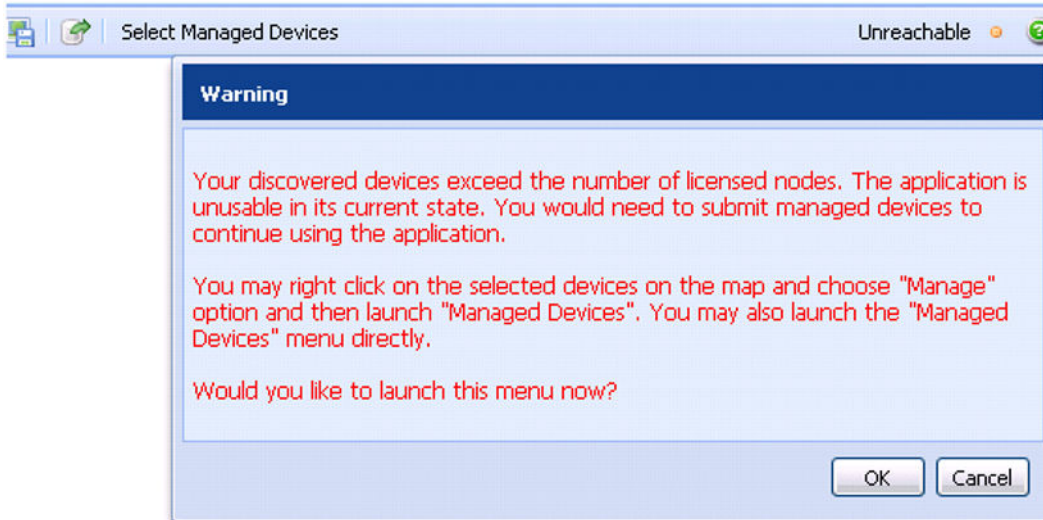 Select Managed Devices
Unreachable
Warning
Your discovered devices exceed the number of licensed nodes. The application is
unusable in its current state. You would need to submit managed devices to
continue using the application.
You may right click on the selected devices on the map and choose "Manage"
option and then launch "Managed Devices". You may also launch the "Managed
Devices" menu directly.
Would you like to launch this menu now?
OK
Cancel